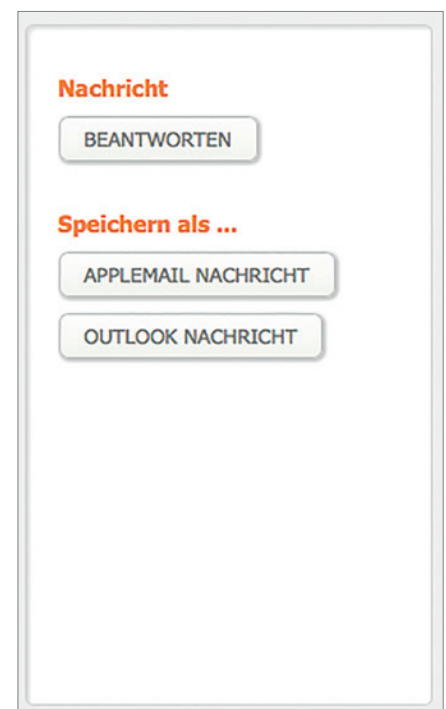 Nachricht
BEANTWORTEN
Speichern als ...
APPLEMAIL NACHRICHT
OUTLOOK NACHRICHT